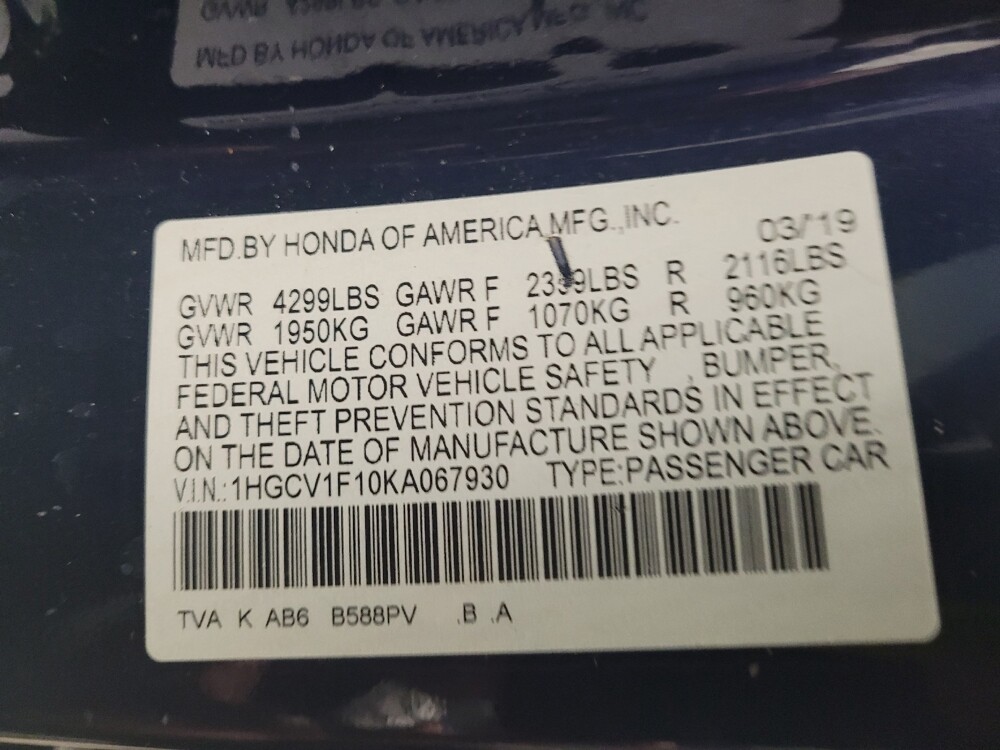 MFD BY HONDA OF AMERICA MFG., INC
MFD.BY HONDA OF AMERICA MFG.,INC. 03/'19
GVWR 4299LBS GAWR F 2359LBS R 2116LBS
GVWR 1950KG GAWR F 1070KG R 960KG
THIS VEHICLE CONFORMS TO ALL APPLICABLE
FEDERAL MOTOR VEHICLE SAFETY , BUMPER,
AND THEFT PREVENTION STANDARDS IN EFFECT
ON THE DATE OF MANUFACTURE SHOWN ABOVE.
V.I.N.:1HGCV1F10KA067930 TYPE:PASSENGER CAR
TVA K AB6 B588PV .B .A